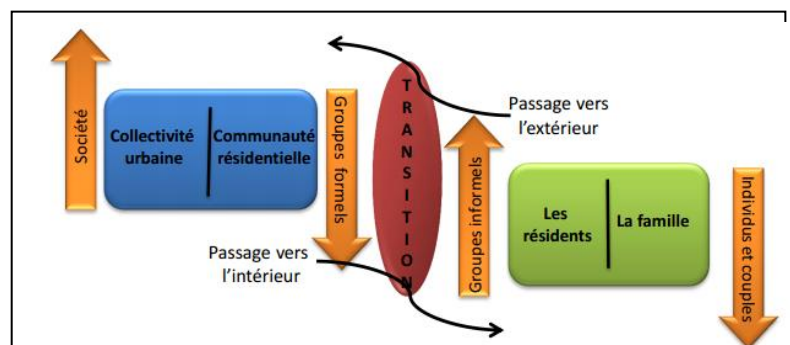 Société
Collectivité
urbaine
Communauté
résidentielle
Groupes formels
TRANSITION
Passage vers
l'extérieur
Passage vers
l'intérieur
Groupes informels
Les
résidents
La famille
Individus et couples